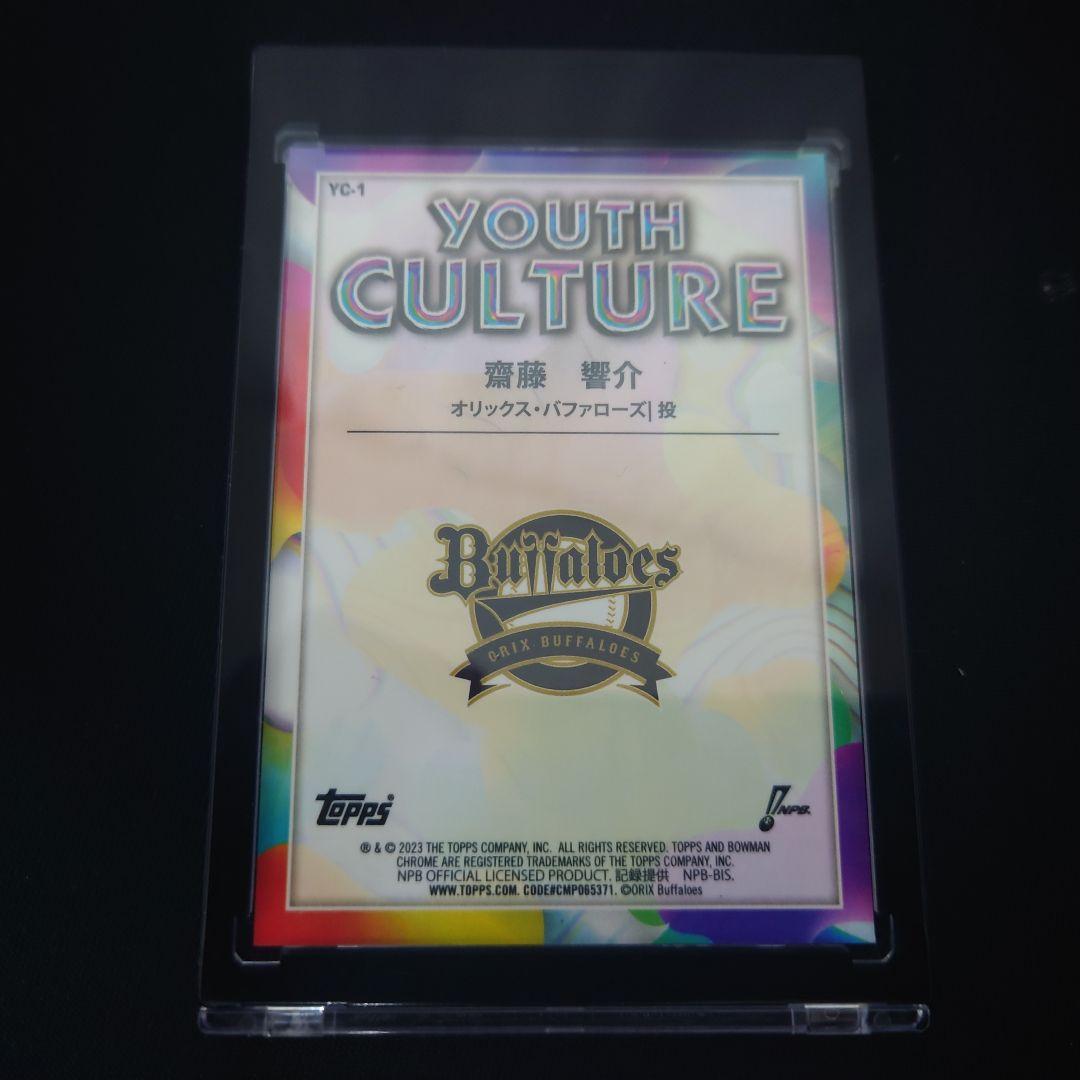 YC-1
YOUTH
CULTURE
齋藤 響介
オリックス・バファローズ| 投
Buffaloes
ORIX BUFFALOES
topps®
NPB.
® & © 2023 THE TOPPS COMPANY, INC. ALL RIGHTS RESERVED. TOPPS AND BOWMAN
CHROME ARE REGISTERED TRADEMARKS OF THE TOPPS COMPANY, INC.
NPB OFFICIAL LICENSED PRODUCT. 記録提供 NPB-BIS.
WWW.TOPPS.COM. CODE#CMP065371. ©ORIX Buffaloes